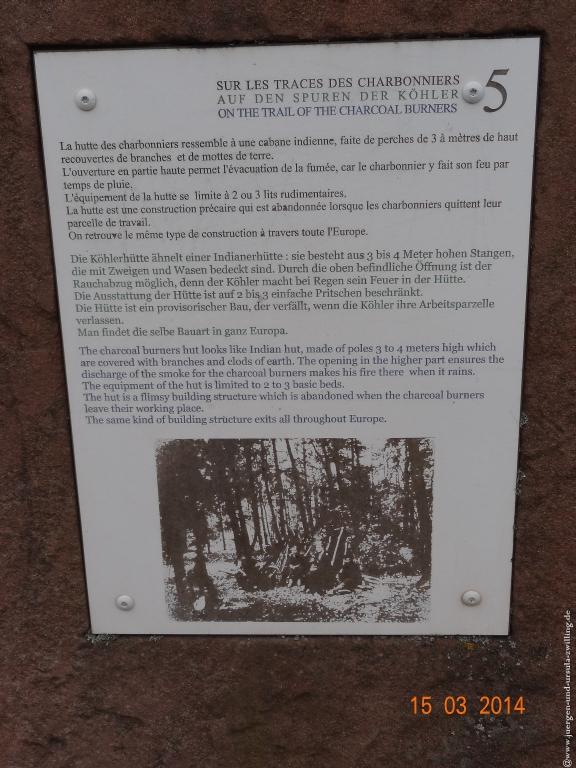 SUR LES TRACES DES CHARBONNIERS
AUF DEN SPUREN DER KÖHLER
ON THE TRAIL OF THE CHARCOAL BURNERS
5
La hutte des charbonniers ressemble à une cabane indienne, faite de perches de 3 à mètres de haut
recouvertes de branches et de mottes de terre.
L'ouverture en partie haute permet l'évacuation de la fumée, car le charbonnier y fait son feu par
temps de pluie.
L'équipement de la hutte se limite à 2 ou 3 lits rudimentaires.
La hutte est une construction précaire qui est abandonnée lorsque les charbonniers quittent leur
parcelle de travail.
On retrouve le même type de construction à travers toute l'Europe.
Die Köhlerhütte ähnelt einer Indianerhütte : sie besteht aus 3 bis 4 Meter hohen Stangen,
die mit Zweigen und Wasen bedeckt sind. Durch die oben befindliche Öffnung ist der
Rauchabzug möglich, denn der Köhler macht bei Regen sein Feuer in der Hütte.
Die Ausstattung der Hütte ist auf 2 bis 3 einfache Pritschen beschränkt.
Die Hütte ist ein provisorischer Bau, der verfällt, wenn die Köhler ihre Arbeitsparzelle
verlassen.
Man findet die selbe Bauart in ganz Europa.
The charcoal burners hut looks like Indian hut, made of poles 3 to 4 meters high which
are covered with branches and clods of earth. The opening in the higher part ensures the
discharge of the smoke for the charcoal burners makes his fire there when it rains.
The equipment of the hut is limited to 2 to 3 basic beds.
The hut is a flimsy building structure which is abandoned when the charcoal burners
leave their working place.
The same kind of building structure exits all throughout Europe.
15 03 2014
@www.juergen-und-ursula-zwilling.de